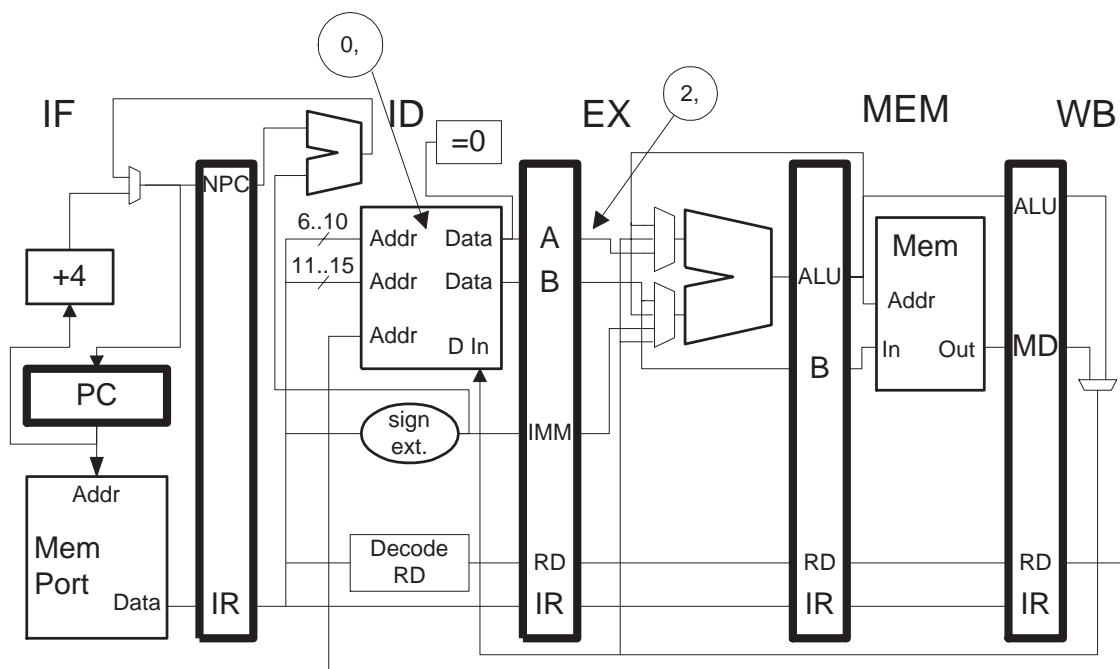 0,
2,
IF
ID
EX
MEM
WB
=0
NPC
6..10
11..15
Addr
Data
Addr
Data
Addr
D In
A
B
+4
PC
ALU
B
Mem
Addr
In
Out
ALU
MD
sign
ext.
IMM
Addr
Mem
Port
Data
Decode
RD
RD
RD
RD
IR
IR
IR
IR